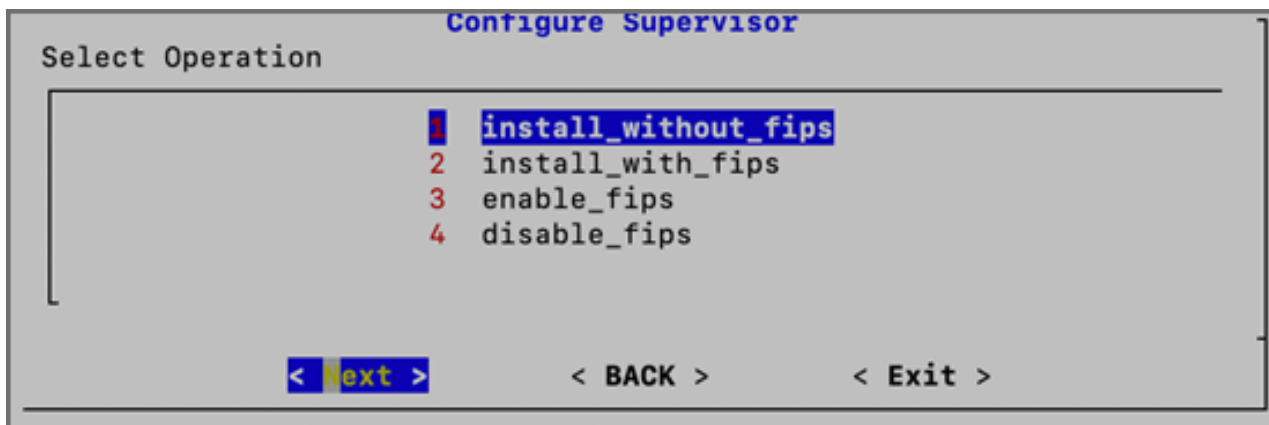 Configure Supervisor
Select Operation
1 install_without_fips
2 install_with_fips
3 enable_fips
4 disable_fips
< Next > < BACK > < Exit >